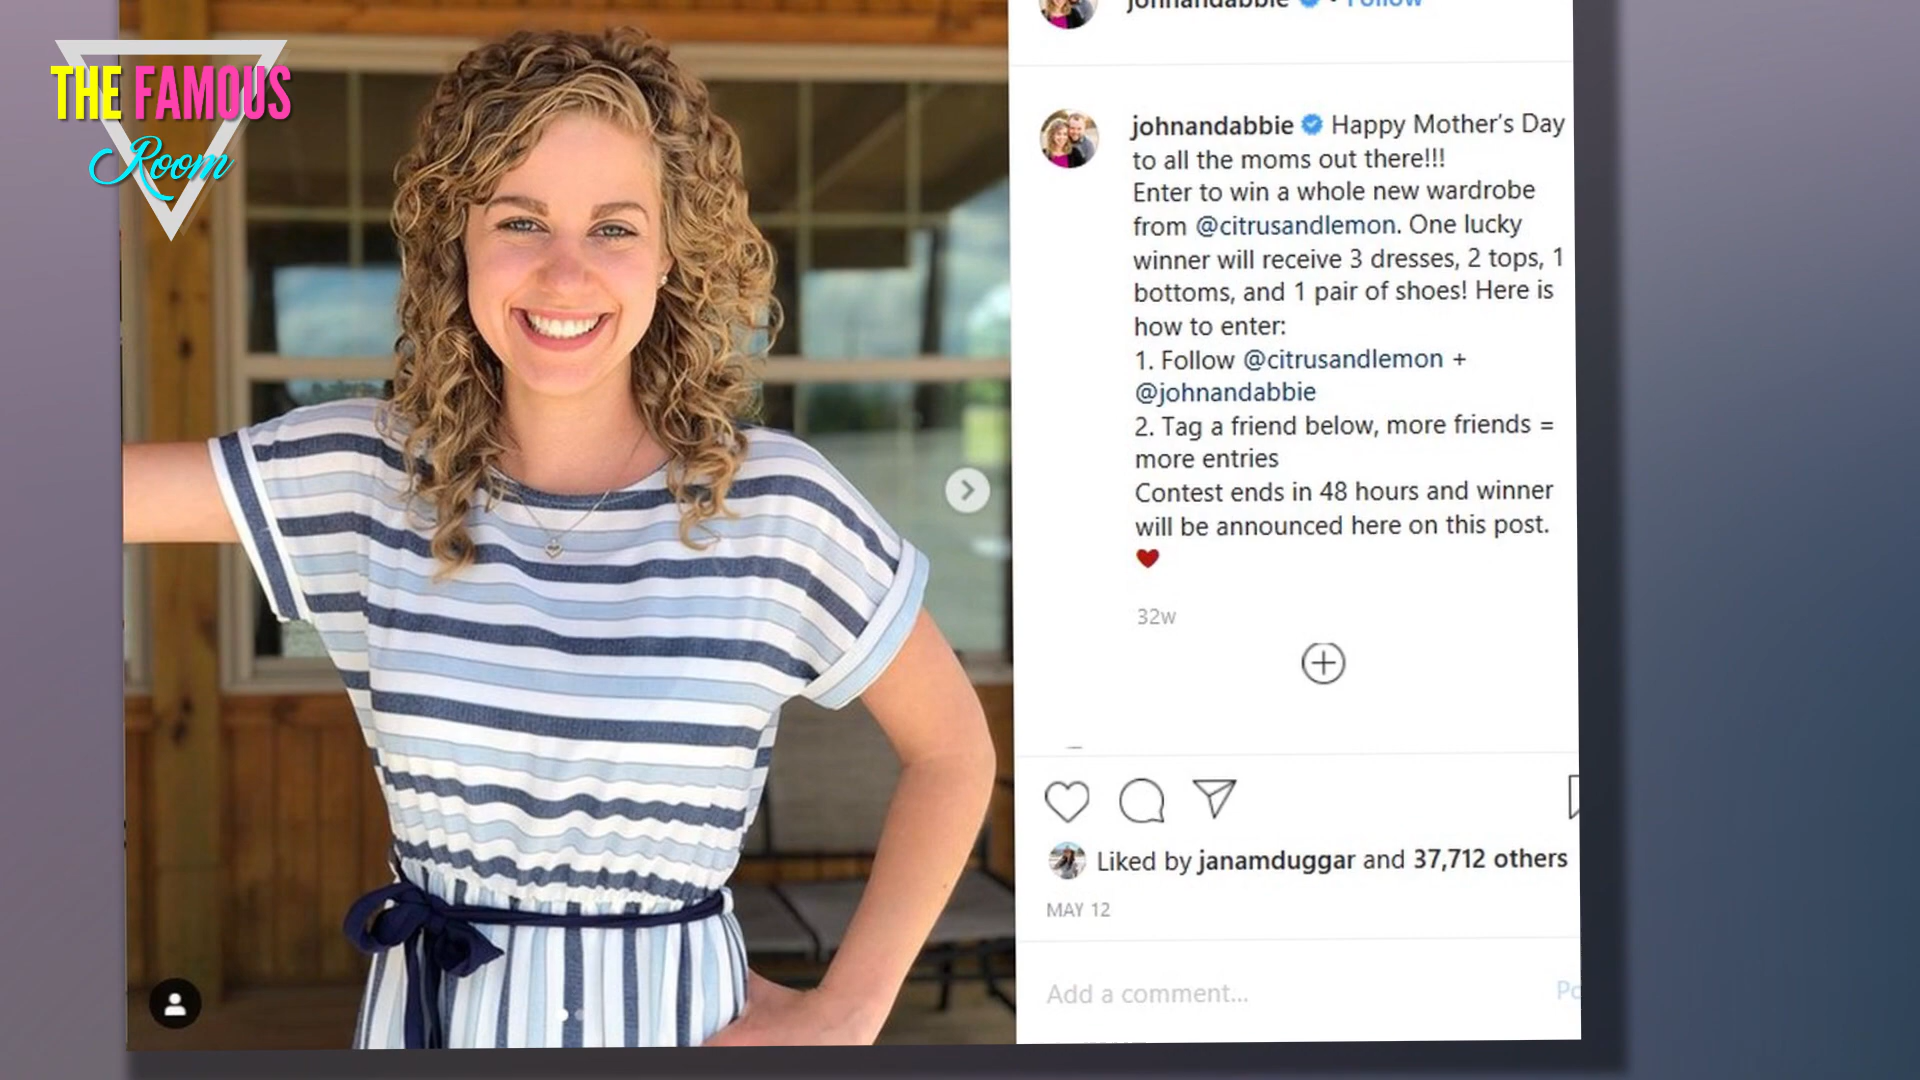 THE FAMOUS
Room
johnandabbie • Follow
johnandabbie Happy Mother's Day
to all the moms out there!!!
Enter to win a whole new wardrobe
from @citrusandlemon. One lucky
winner will receive 3 dresses, 2 tops, 1
bottoms, and 1 pair of shoes! Here is
how to enter:
1. Follow @citrusandlemon +
@johnandabbie
2. Tag a friend below, more friends =
more entries
Contest ends in 48 hours and winner
will be announced here on this post.
❤
32w
Liked by janamduggar and 37,712 others
MAY 12
Add a comment...